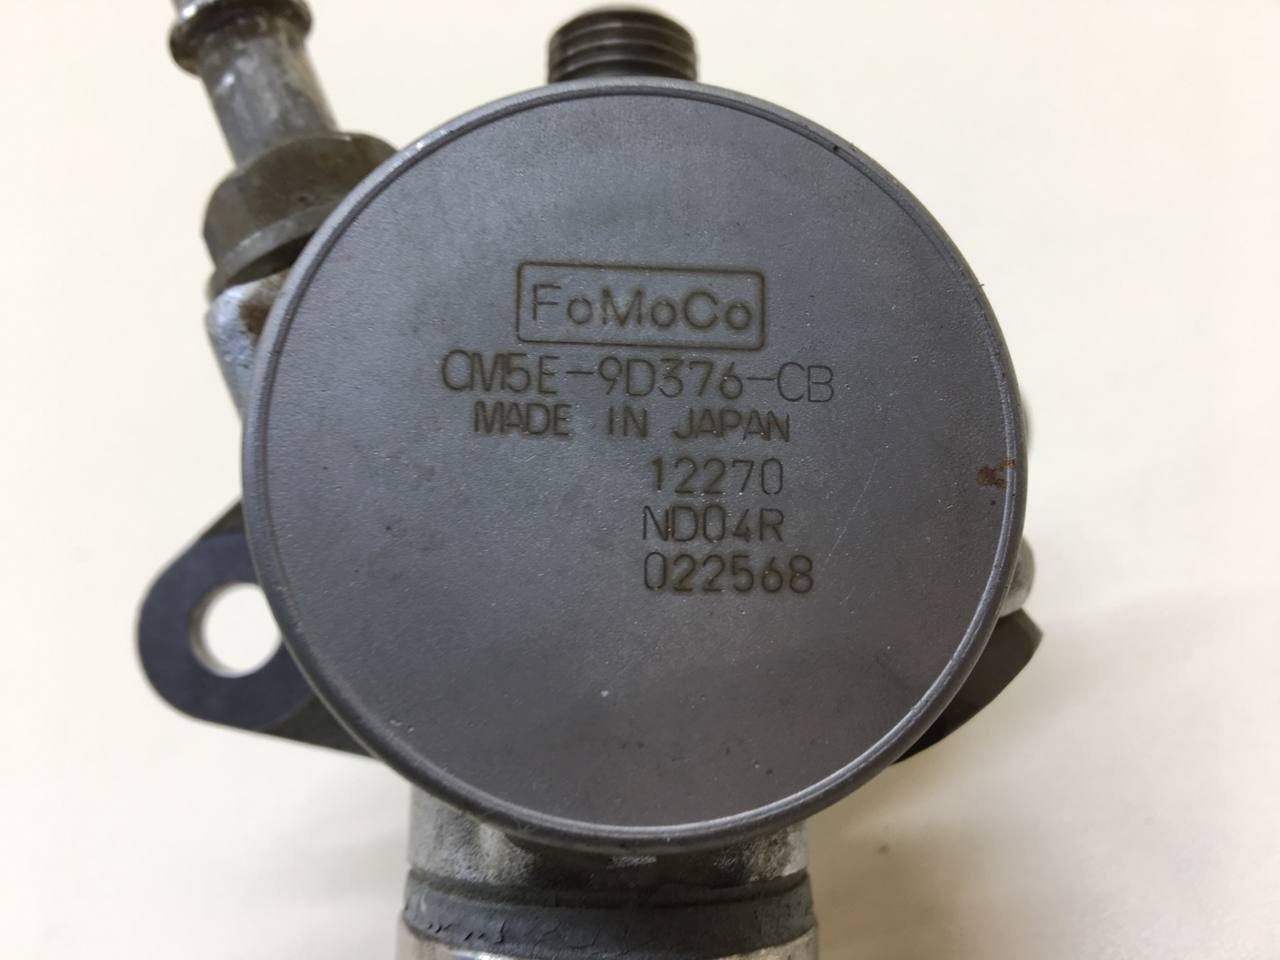 FoMoCo
CM5E-9D376-CB
MADE IN JAPAN
12270
ND04R
022568